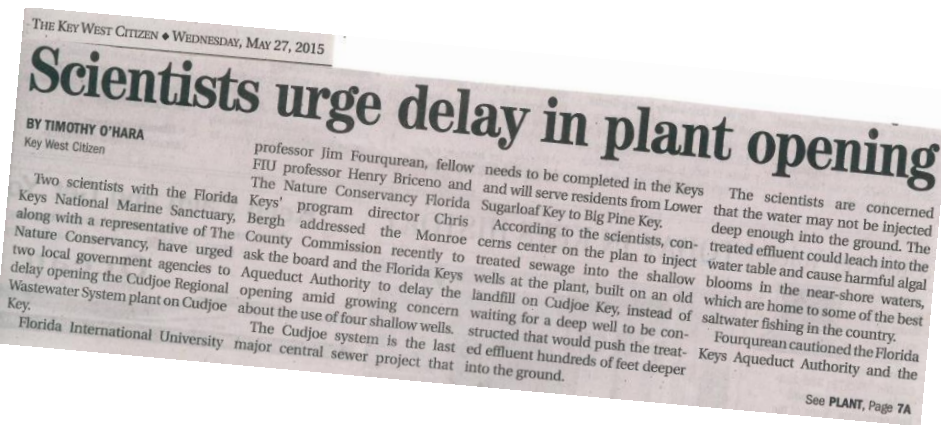 THE KEY WEST CITIZEN ◆ WEDNESDAY, MAY 27, 2015
Scientists urge delay in plant opening
BY TIMOTHY O'HARA
Key West Citizen
Two scientists with the Florida
Keys National Marine Sanctuary,
along with a representative of The
Nature Conservancy, have urged
two local government agencies to
delay opening the Cudjoe Regional
Wastewater System plant on Cudjoe
Key.
Florida International University
professor Jim Fourqurean, fellow
FIU professor Henry Briceno and
The Nature Conservancy Florida
Keys' program director Chris
Bergh addressed the Monroe
County Commission recently to
ask the board and the Florida Keys
Aqueduct Authority to delay the
opening amid growing concern
about the use of four shallow wells.
The Cudjoe system is the last
major central sewer project that
needs to be completed in the Keys
and will serve residents from Lower
Sugarloaf Key to Big Pine Key.
According to the scientists, con-
cerns center on the plan to inject
treated sewage into the shallow
wells at the plant, built on an old
landfill on Cudjoe Key, instead of
waiting for a deep well to be con-
structed that would push the treat-
ed effluent hundreds of feet deeper
into the ground.
The scientists are concerned
that the water may not be injected
deep enough into the ground. The
treated effluent could leach into the
water table and cause harmful algal
blooms in the near-shore waters,
which are home to some of the best
saltwater fishing in the country.
Fourqurean cautioned the Florida
Keys Aqueduct Authority and the
See PLANT, Page 7A